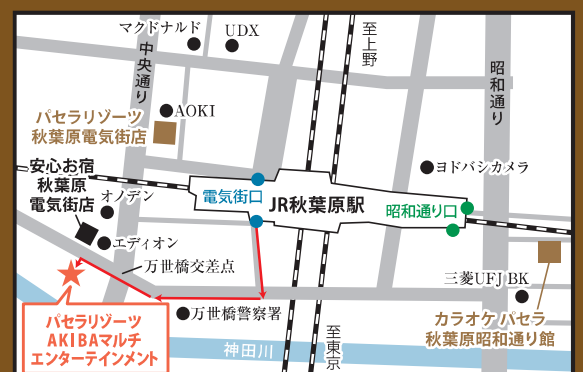 マクドナルド
UDX
中央通り
至上野
昭和通り
AOKI
パセラリゾーツ
秋葉原電気街店
ヨドバシカメラ
安心お宿
秋葉原
電気街店
オノデン
電気街口
JR秋葉原駅
昭和通り口
エディオン
万世橋交差点
三菱UFJ BK
万世橋警察署
カラオケ パセラ
秋葉原昭和通り館
パセラリゾーツ
AKIBAマルチ
エンターテインメント
神田川
至東京